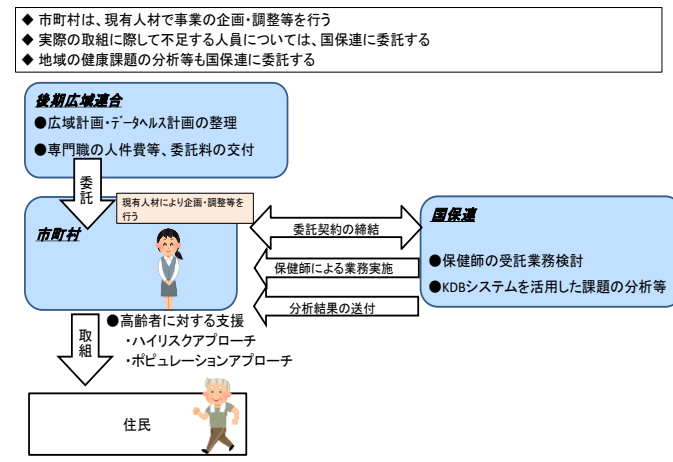 ◆ 市町村は、現有人材で事業の企画・調整等を行う
◆ 実際の取組に際して不足する人員については、国保連に委託する
◆ 地域の健康課題の分析等も国保連に委託する
後期広域連合
●広域計画・データヘルス計画の整理
●専門職の人件費等、委託料の交付
委託
現有人材により企画・調整等を
行う
市町村
委託契約の締結
保健師による業務実施
分析結果の送付
国保連
●保健師の受託業務検討
●KDBシステムを活用した課題の分析等
取組
●高齢者に対する支援
・ハイリスクアプローチ
・ポピュレーションアプローチ
住民